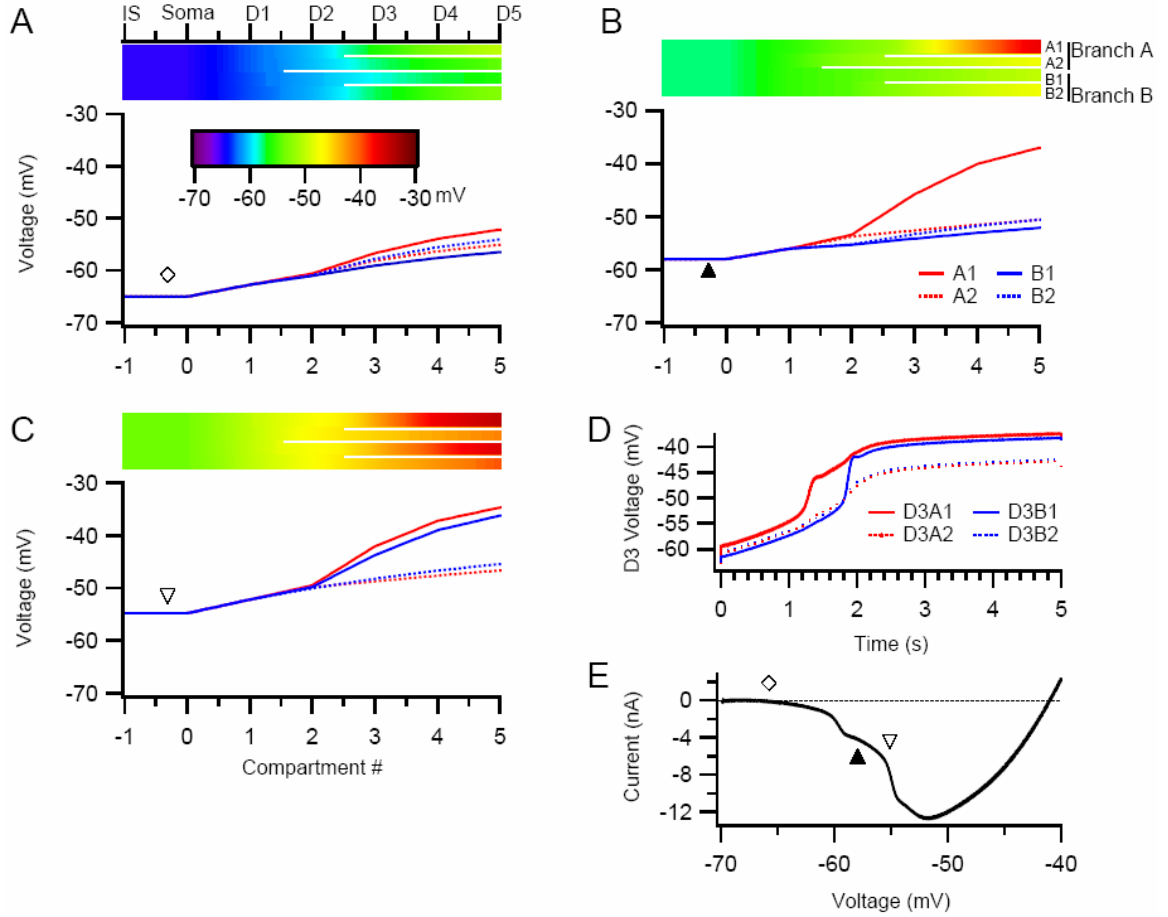 A
IS Soma D1 D2 D3 D4 D5
-30
-40
-50
-60
-70
Voltage (mV)
-70 -60 -50 -40 -30 mV
-1 0 1 2 3 4 5
B
A1
A2
B1
B2
Branch A
Branch B
-30
-40
-50
-60
-70
Voltage (mV)
A1 B1
A2 B2
-1 0 1 2 3 4 5
C
-30
-40
-50
-60
-70
Voltage (mV)
-1 0 1 2 3 4 5
Compartment #
D
-40
-45
-50
-55
-60
D3 Voltage (mV)
D3A1 D3B1
D3A2 D3B2
0 1 2 3 4 5
Time (s)
E
0
-4
-8
-12
Current (nA)
-70 -60 -50 -40
Voltage (mV)